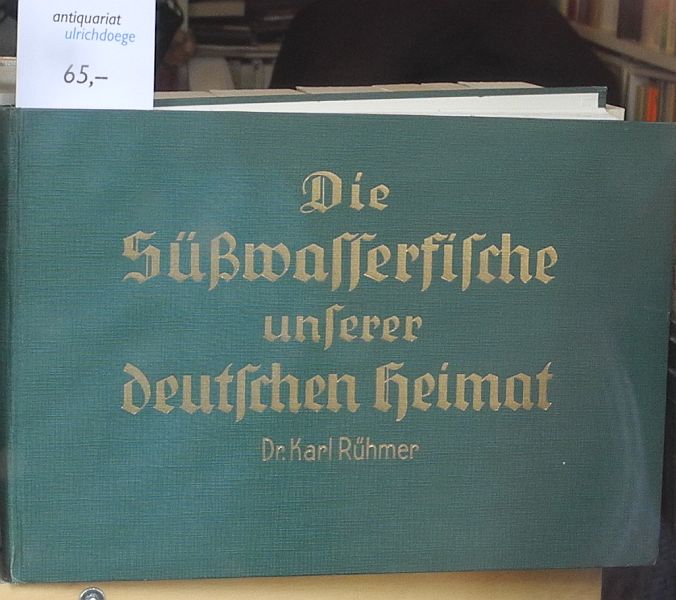 antiquariat
ulrichdoege
65,–
Die
Süßwasserfische
unserer
deutschen Heimat
Dr. Karl Rühmer